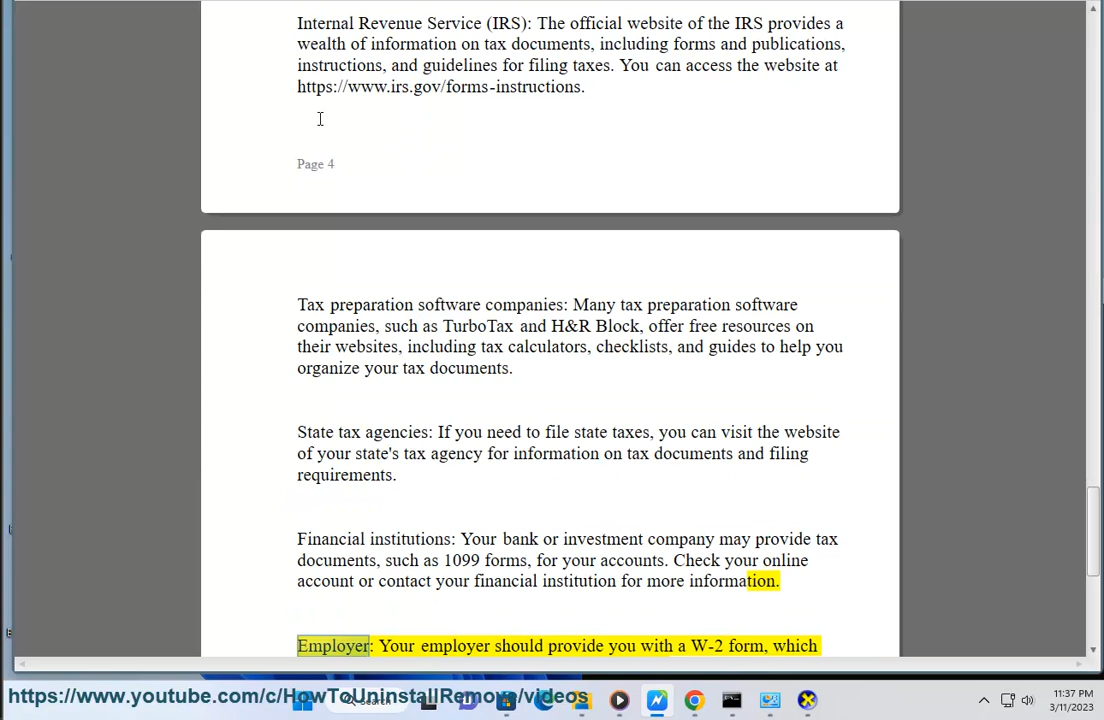 Internal Revenue Service (IRS): The official website of the IRS provides a
wealth of information on tax documents, including forms and publications,
instructions, and guidelines for filing taxes. You can access the website at
https://www.irs.gov/forms-instructions.
Page 4
Tax preparation software companies: Many tax preparation software
companies, such as TurboTax and H&R Block, offer free resources on
their websites, including tax calculators, checklists, and guides to help you
organize your tax documents.
State tax agencies: If you need to file state taxes, you can visit the website
of your state's tax agency for information on tax documents and filing
requirements.
Financial institutions: Your bank or investment company may provide tax
documents, such as 1099 forms, for your accounts. Check your online
account or contact your financial institution for more information.
Employer: Your employer should provide you with a W-2 form, which
https://www.youtube.com/c/HowToUninstallRemove/videos
Search
11:37 PM
3/11/2023